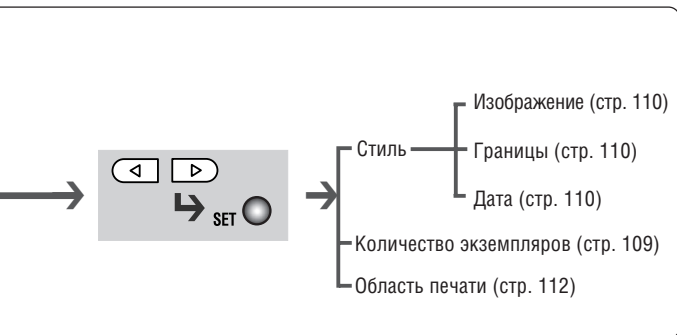 Изображение (стр. 110)
Стиль
Границы (стр. 110)
Дата (стр. 110)
SET
Количество экземпляров (стр. 109)
Область печати (стр. 112)